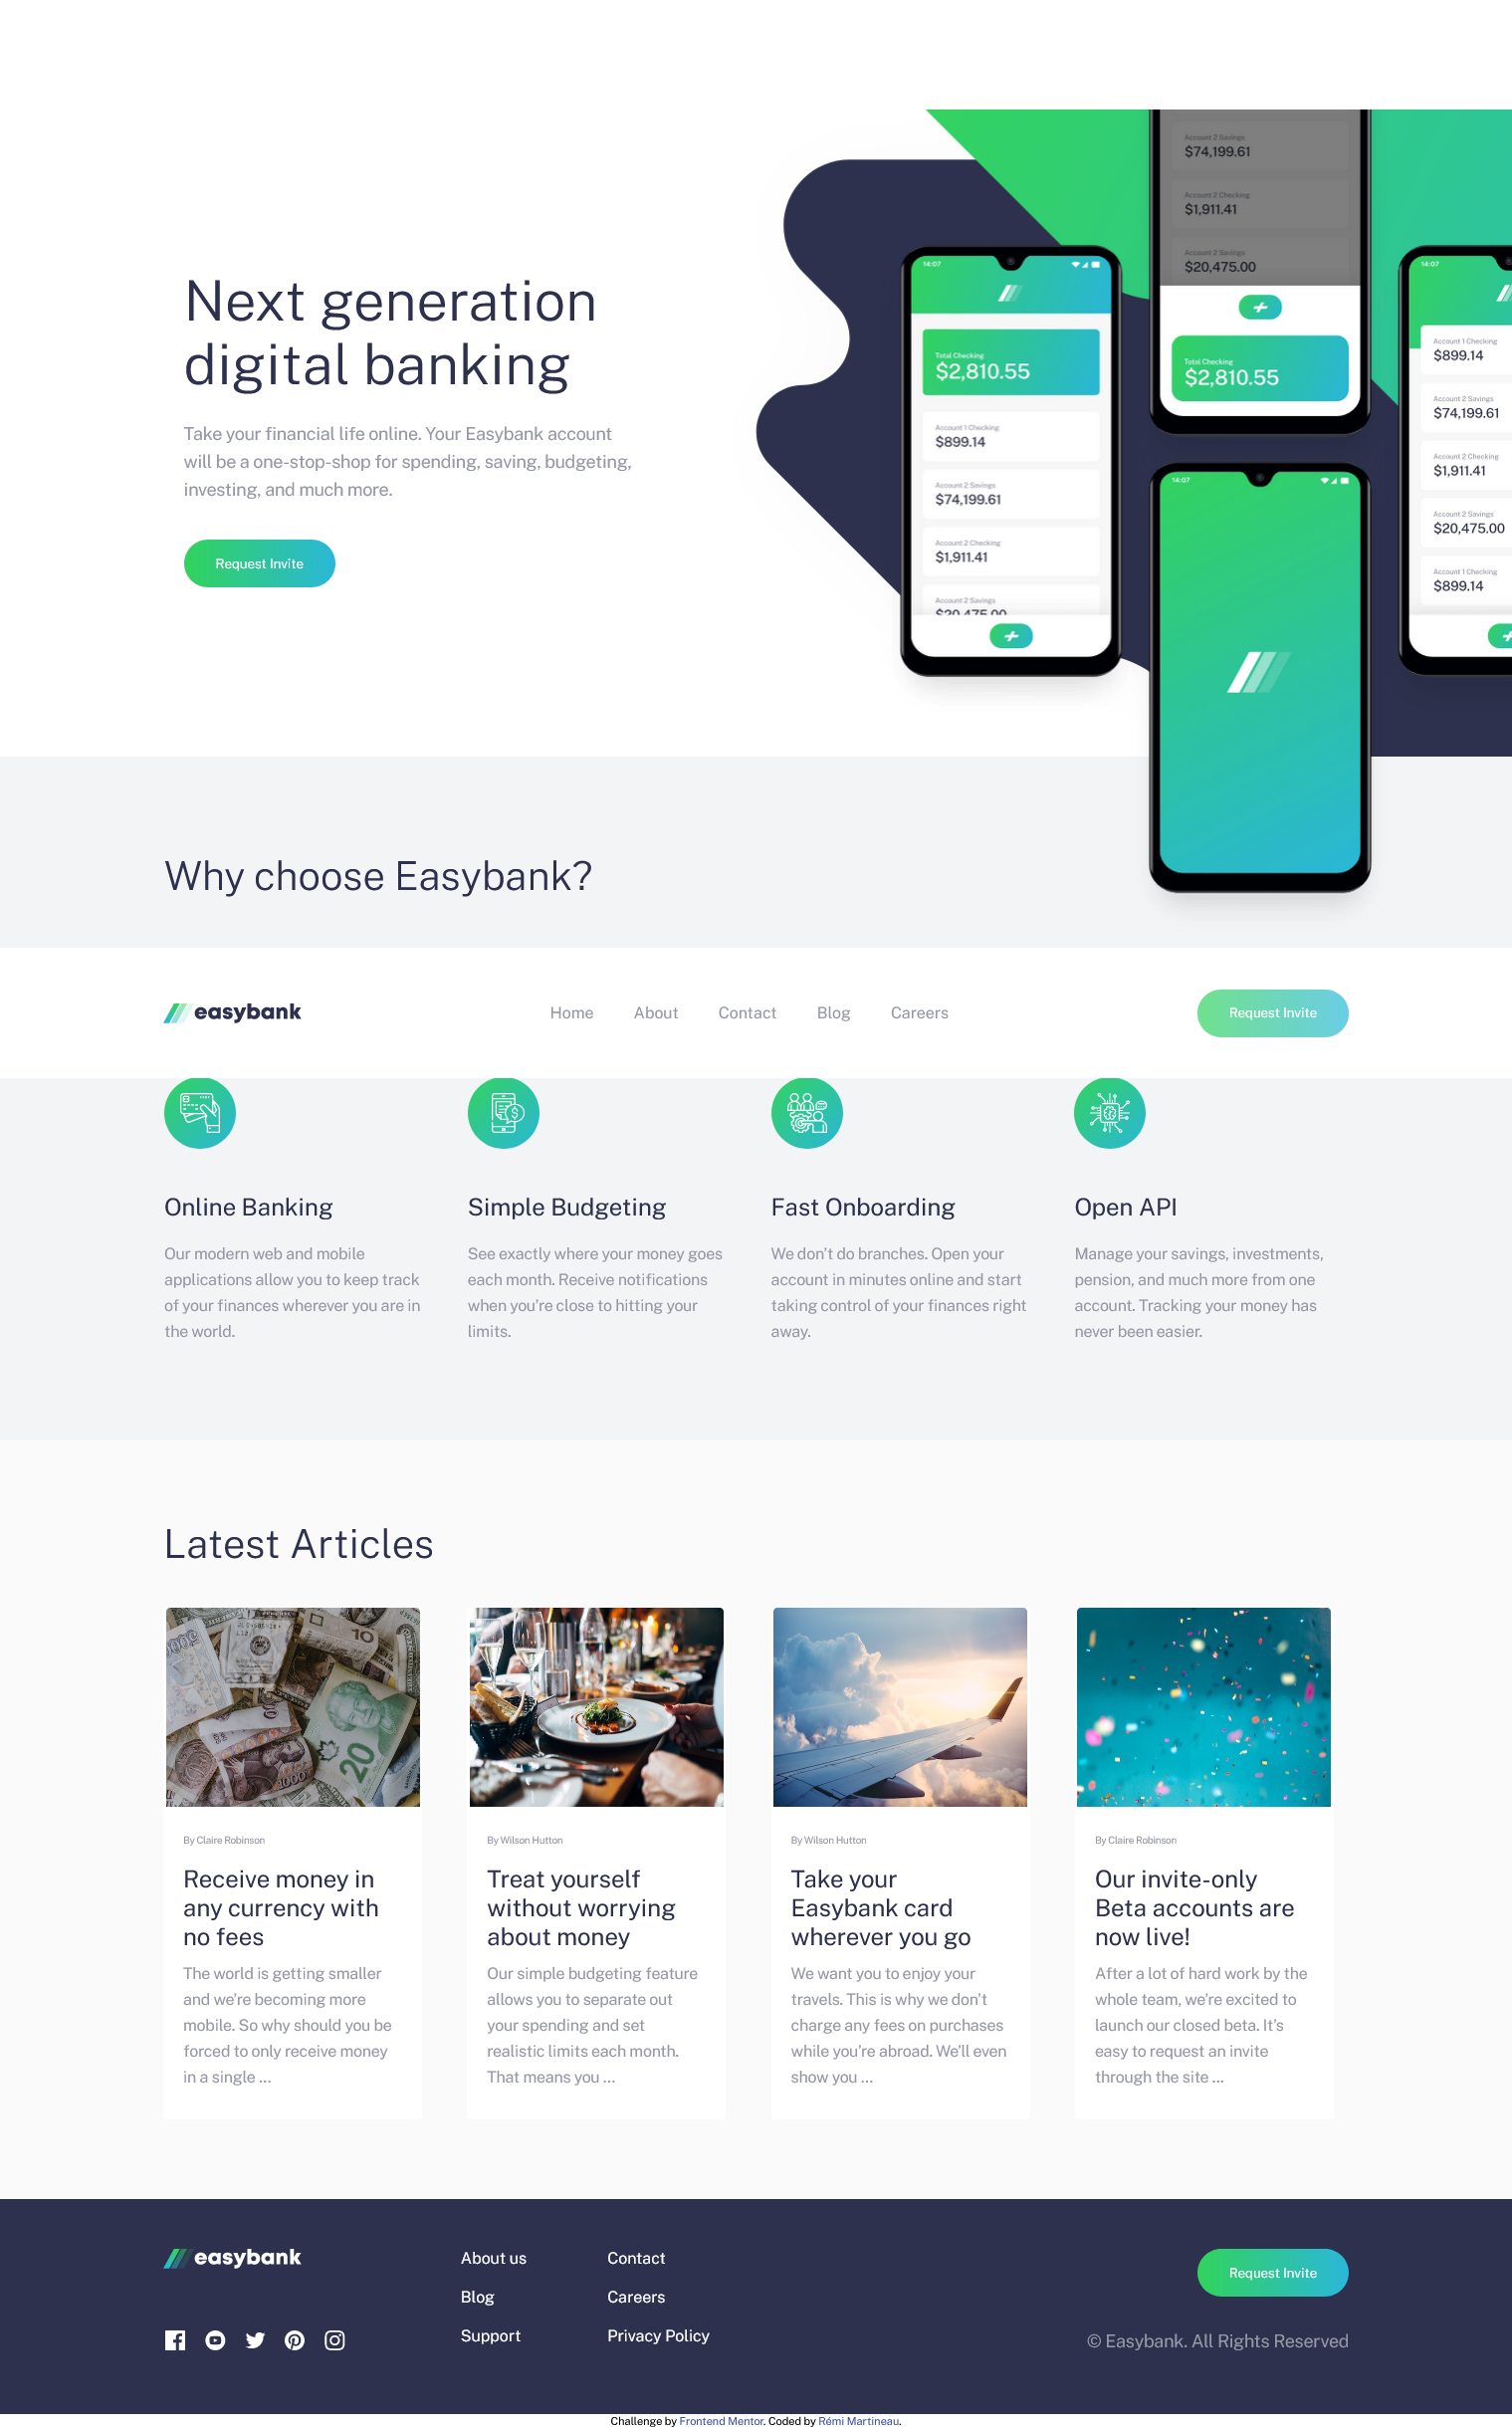 Next generation
digital banking
Take your financial life online. Your Easybank account
will be a one-stop-shop for spending, saving, budgeting,
investing, and much more.
Request Invite
Account 2 Savings
$74,199.61
Account 2 Checking
$1,911.41
Account 2 Savings
$20,475.00
Total Checking
$2,810.55
14:07
Total Checking
$2,810.55
Account 1 Checking
$899.14
Account 2 Savings
$74,199.61
Account 2 Checking
$1,911.41
Account 2 Savings
$20,475.00
14:07
14:07
Account 1 Checking
$899.14
Account 2 Savings
$74,199.61
Account 2 Checking
$1,911.41
Account 2 Savings
$20,475.00
Account 1 Checking
$899.14
Why choose Easybank?
easybank
Home About Contact Blog Careers
Request Invite
Online Banking
Our modern web and mobile
applications allow you to keep track
of your finances wherever you are in
the world.
Simple Budgeting
See exactly where your money goes
each month. Receive notifications
when you're close to hitting your
limits.
Fast Onboarding
We don't do branches. Open your
account in minutes online and start
taking control of your finances right
away.
Open API
Manage your savings, investments,
pension, and much more from one
account. Tracking your money has
never been easier.
Latest Articles
10
20
1000
By Claire Robinson
Receive money in
any currency with
no fees
The world is getting smaller
and we're becoming more
mobile. So why should you be
forced to only receive money
in a single ...
By Wilson Hutton
Treat yourself
without worrying
about money
Our simple budgeting feature
allows you to separate out
your spending and set
realistic limits each month.
That means you ...
By Wilson Hutton
Take your
Easybank card
wherever you go
We want you to enjoy your
travels. This is why we don't
charge any fees on purchases
while you're abroad. We'll even
show you ...
By Claire Robinson
Our invite-only
Beta accounts are
now live!
After a lot of hard work by the
whole team, we're excited to
launch our closed beta. It's
easy to request an invite
through the site ...
easybank
About us
Blog
Support
Contact
Careers
Privacy Policy
Request Invite
© Easybank. All Rights Reserved
Challenge by Frontend Mentor. Coded by Rémi Martineau.